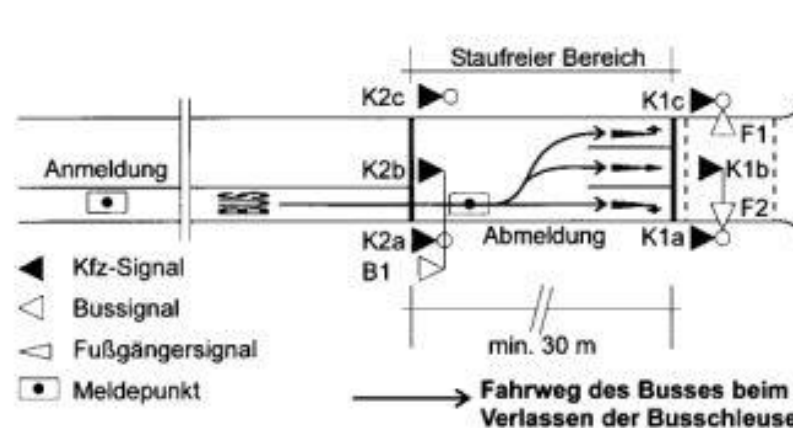 Staufreier Bereich
K2c
K1c
F1
Anmeldung
K2b
K1b
F2
K2a
Abmeldung
K1a
B1
Kfz-Signal
Bussignal
Fußgängersignal
Meldepunkt
min. 30 m
Fahrweg des Busses beim
Verlassen der Busschleuse